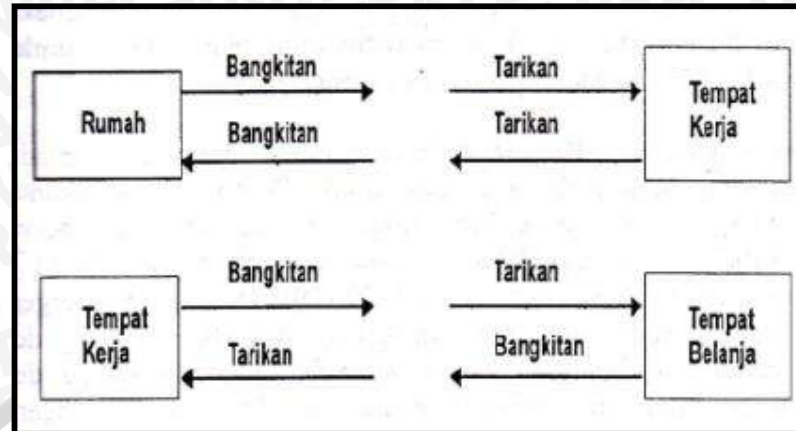 Bangkitan Tarikan
Rumah
Tempat
Kerja
Bangkitan Tarikan
Bangkitan Tarikan
Tempat
Kerja
Tempat
Belanja
Tarikan Bangkitan